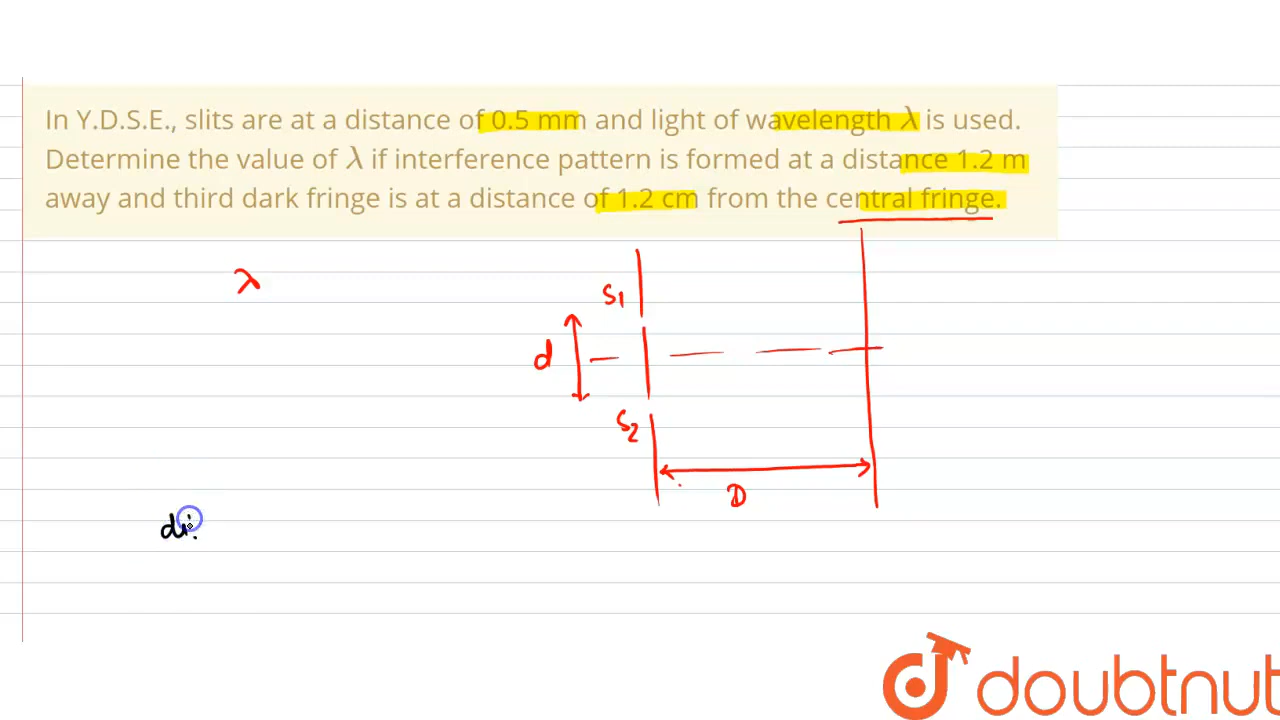 In Y.D.S.E., slits are at a distance of 0.5 mm and light of wavelength λ is used.
Determine the value of λ if interference pattern is formed at a distance 1.2 m
away and third dark fringe is at a distance of 1.2 cm from the central fringe.
λ
S1
d
S2
D
di
doubtnut